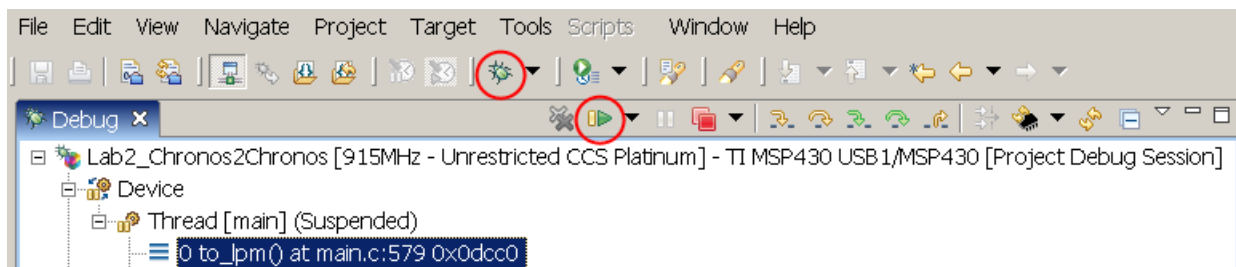 File Edit View Navigate Project Target Tools Scripts Window Help
Debug
Lab2_Chronos2Chronos [915MHz - Unrestricted CCS Platinum] - TI MSP430 USB1/MSP430 [Project Debug Session]
Device
Thread [main] (Suspended)
0 to_lpm() at main.c:579 0x0dcc0